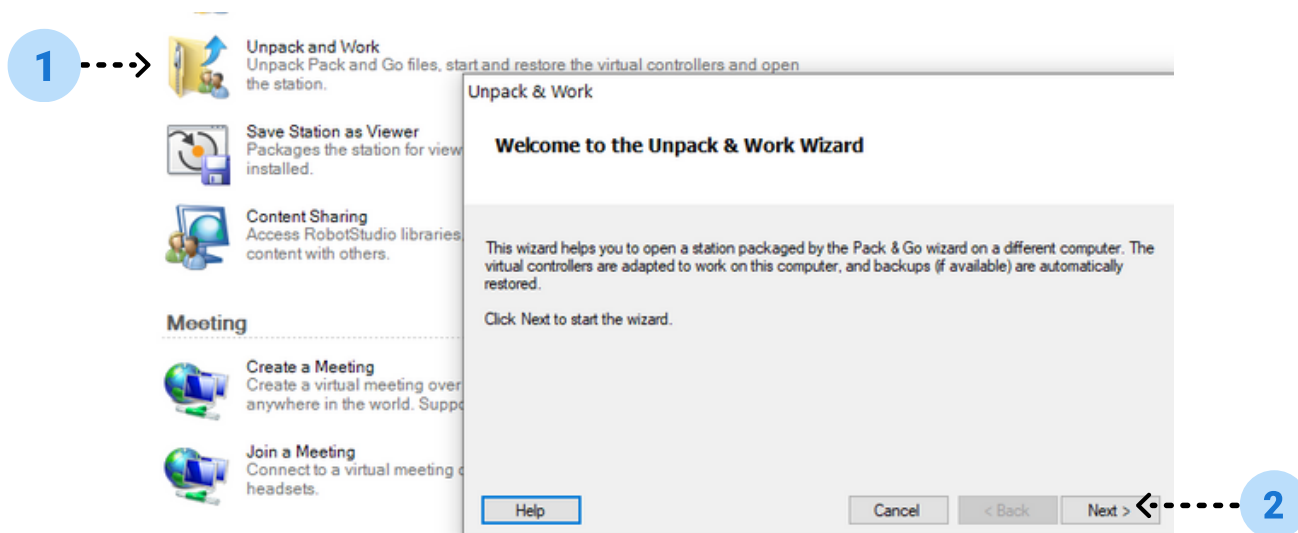 1
Unpack and Work
Unpack Pack and Go files, start and restore the virtual controllers and open
the station.
Save Station as Viewer
Packages the station for view
installed.
Content Sharing
Access RobotStudio libraries,
content with others.
Meeting
Create a Meeting
Create a virtual meeting over
anywhere in the world. Suppo
Join a Meeting
Connect to a virtual meeting
headsets.
Unpack & Work
Welcome to the Unpack & Work Wizard
This wizard helps you to open a station packaged by the Pack & Go wizard on a different computer. The
virtual controllers are adapted to work on this computer, and backups (if available) are automatically
restored.
Click Next to start the wizard.
Help
Cancel
< Back
Next >
2